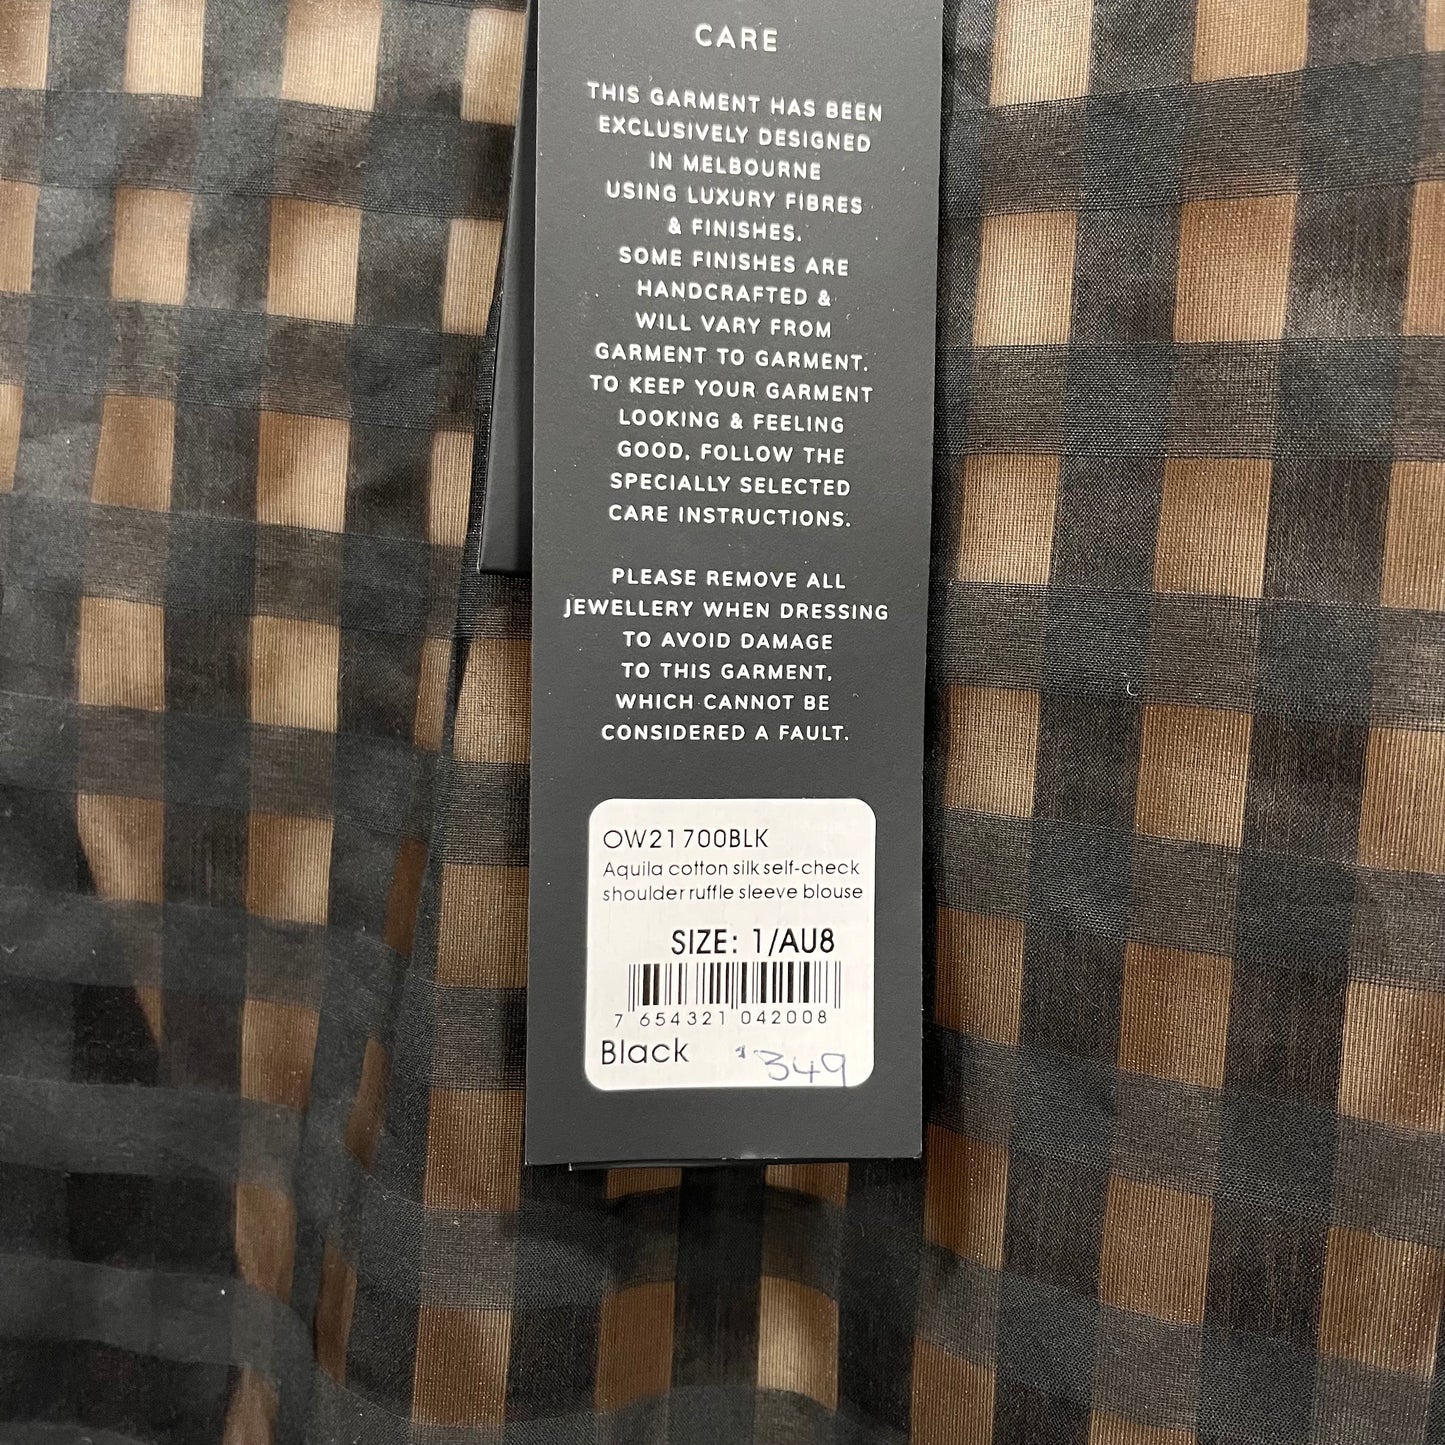 CARE
THIS GARMENT HAS BEEN
EXCLUSIVELY DESIGNED
IN MELBOURNE
USING LUXURY FIBRES
& FINISHES.
SOME FINISHES ARE
HANDCRAFTED &
WILL VARY FROM
GARMENT TO GARMENT.
TO KEEP YOUR GARMENT
LOOKING & FEELING
GOOD, FOLLOW THE
SPECIALLY SELECTED
CARE INSTRUCTIONS.
PLEASE REMOVE ALL
JEWELLERY WHEN DRESSING
TO AVOID DAMAGE
TO THIS GARMENT,
WHICH CANNOT BE
CONSIDERED A FAULT.
OW21700BLK
Aquila cotton silk self-check
shoulder ruffle sleeve blouse
SIZE: 1/AU8
7 654321 042008
Black $349